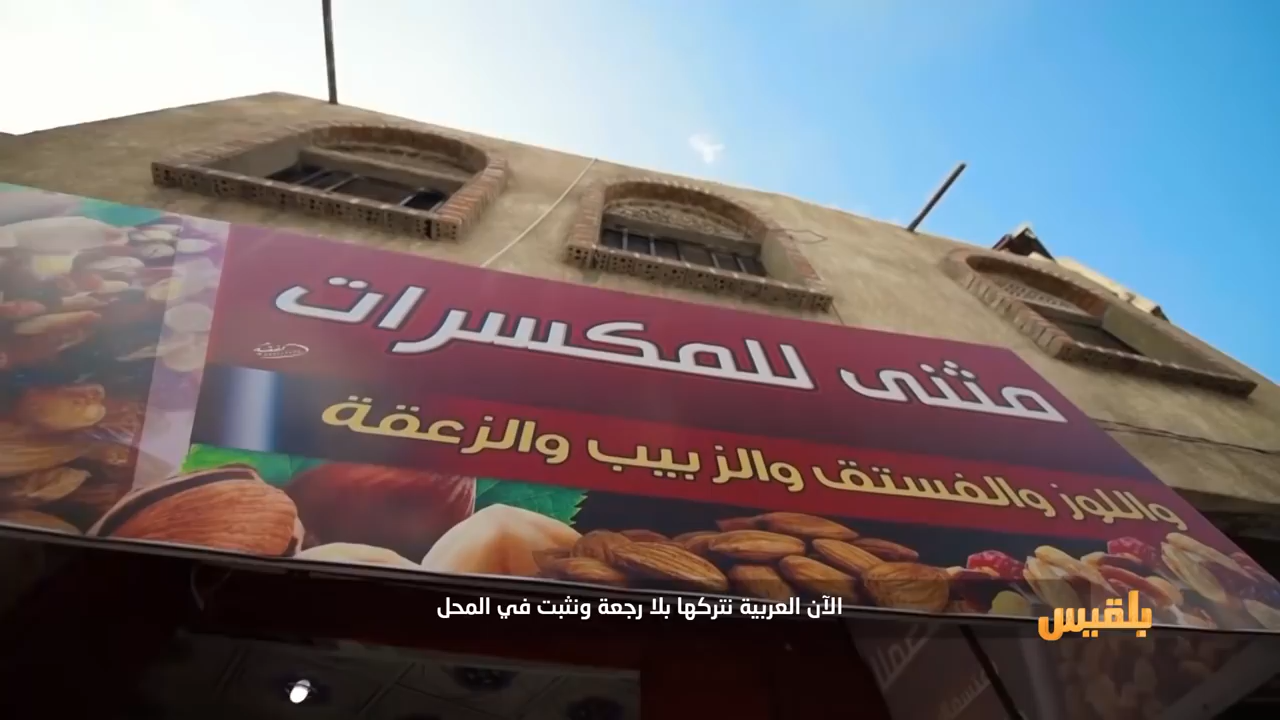 مثنى للمكسرات
واللوز والفستق والزبيب والزعقة
الآن العربية نتركها بلا رجعة ونثبت في المحل
بلقيس